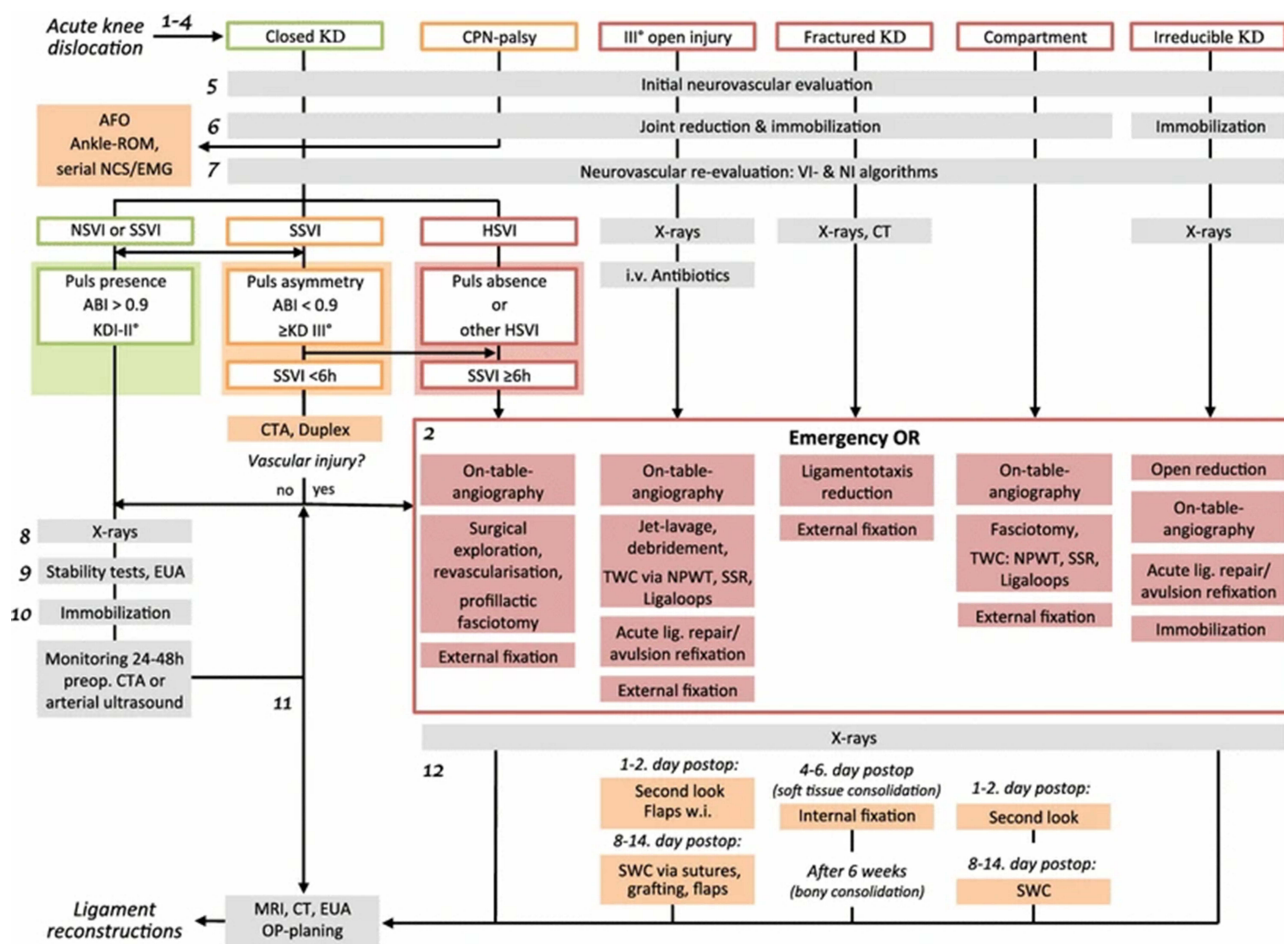 Acute knee
dislocation
1-4
Closed KD
CPN-palsy
III° open injury
Fractured KD
Compartment
Irreducible KD
5
Initial neurovascular evaluation
AFO
Ankle-ROM,
serial NCS/EMG
6
Joint reduction & immobilization
Immobilization
7
Neurovascular re-evaluation: VI- & NI algorithms
NSVI or SSVI
SSVI
HSVI
X-rays
X-rays, CT
X-rays
i.v. Antibiotics
Puls presence
ABI > 0.9
KDI-II°
Puls asymmetry
ABI < 0.9
≥KD III°
Puls absence
or
other HSVI
SSVI <6h
SSVI ≥6h
CTA, Duplex
Vascular injury?
no
yes
2
Emergency OR
On-table-
angiography
Surgical
exploration,
revascularisation,
profillactic
fasciotomy
External fixation
On-table-
angiography
Jet-lavage,
debridement,
TWC via NPWT, SSR,
Ligaloops
Acute lig. repair/
avulsion refixation
External fixation
Ligamentotaxis
reduction
External fixation
On-table-
angiography
Fasciotomy,
TWC: NPWT, SSR,
Ligaloops
External fixation
Open reduction
On-table-
angiography
Acute lig. repair/
avulsion refixation
Immobilization
8
X-rays
9
Stability tests, EUA
10
Immobilization
Monitoring 24-48h
preop. CTA or
arterial ultrasound
11
X-rays
12
1-2. day postop:
Second look
Flaps w.i.
8-14. day postop:
SWC via sutures,
grafting, flaps
4-6. day postop
(soft tissue consolidation)
Internal fixation
After 6 weeks
(bony consolidation)
1-2. day postop:
Second look
8-14. day postop:
SWC
Ligament
reconstructions
MRI, CT, EUA
OP-planing